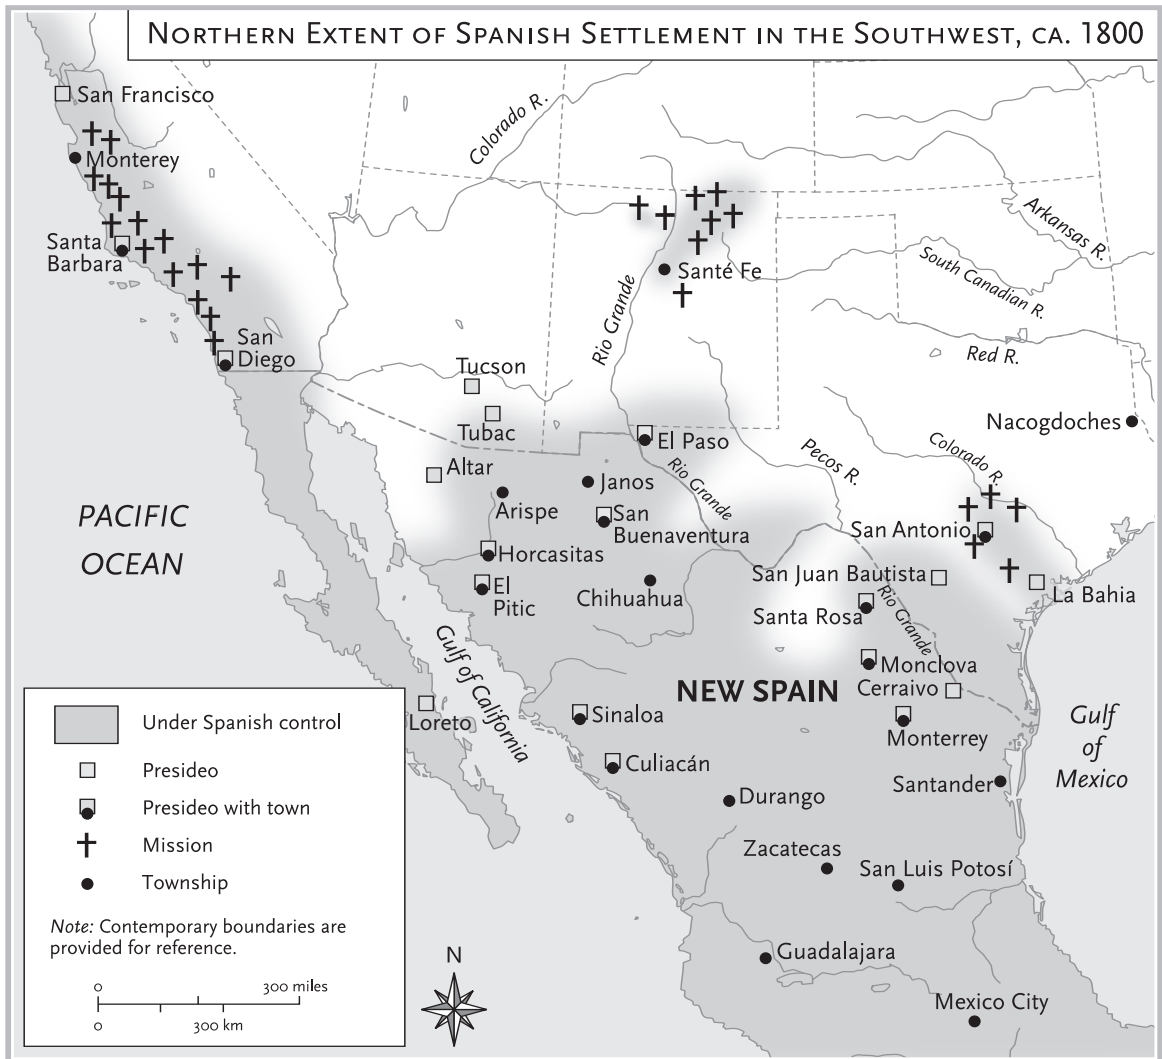 NORTHERN EXTENT OF SPANISH SETTLEMENT IN THE SOUTHWEST, CA. 1800
San Francisco
Colorado R.
Monterey
Arkansas R.
Santa
Barbara
Santé Fe
South Canadian R.
Rio Grande
San
Diego
Red R.
Tucson
Tubac
Nacogdoches
El Paso
Colorado R.
Pecos R.
Altar
Rio Grande
Janos
Arispe
PACIFIC
OCEAN
San
Buenaventura
San Antonio
Horcasitas
El
Pitic
Chihuahua
San Juan Bautista
La Bahia
Santa Rosa
Rio Grande
Gulf of California
Monclova
NEW SPAIN
Cerraivo
Loreto
Sinaloa
Monterrey
Gulf
of
Mexico
Culiacán
Santander
Durango
Zacatecas
San Luis Potosí
Guadalajara
Mexico City
Under Spanish control
Presideo
Presideo with town
Mission
Township
Note: Contemporary boundaries are
provided for reference.
0 300 miles
0 300 km
N